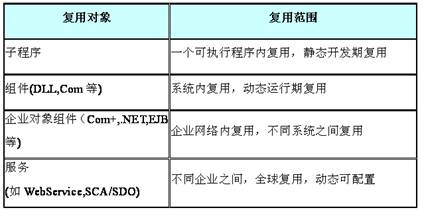 复用对象 复用范围
子程序 一个可执行程序内复用，静态开发期复用
组件(DLL,Com 等) 系统内复用，动态运行期复用
企业对象组件（Com+,.NET,EJB
等) 企业网络内复用，不同系统之间复用
服务
(如 WebService,SCA/SDO) 不同企业之间，全球复用，动态可配置